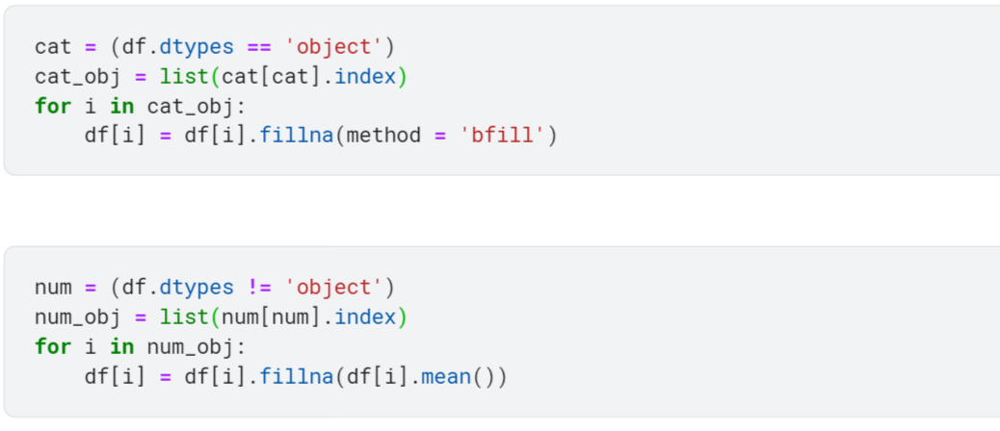 cat = (df.dtypes == 'object')
cat_obj = list(cat[cat].index)
for i in cat_obj:
    df[i] = df[i].fillna(method = 'bfill')
num = (df.dtypes != 'object')
num_obj = list(num[num].index)
for i in num_obj:
    df[i] = df[i].fillna(df[i].mean())